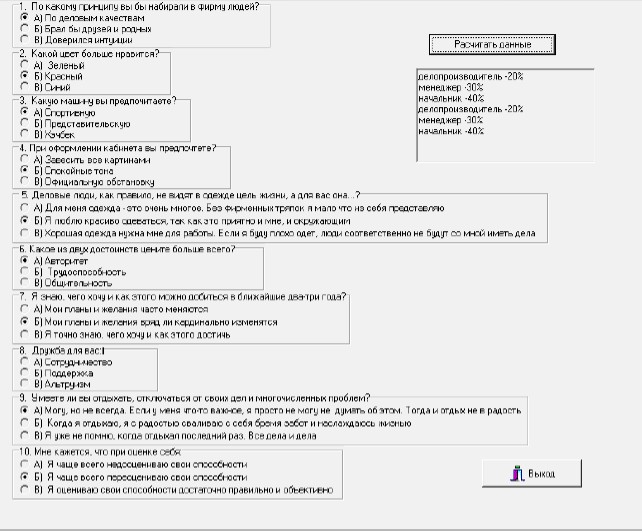 1. По какому принципу вы бы набирали в фирму людей?
А) По деловым качествам
Б) Брал бы друзей и родных
В) Доверился интуиции
2. Какой цвет больше нравится?
А) Зеленый
Б) Красный
В) Синий
3. Какую машину вы предпочитаете?
А) Спортивную
Б) Представительскую
В) Хэчбек
4. При оформлении кабинета вы предпочтете?
А) Завесить все картинами
Б) Спокойные тона
В) Официальную обстановку
5. Деловые люди, как правило, не видят в одежде цель жизни, а для вас она...?
А) Для меня одежда - это очень многое. Без фирменных тряпок я мало что из себя представляю
Б) Я люблю красиво одеваться, так как это приятно и мне, и окружающим
В) Хорошая одежда нужна мне для работы. Если я буду плохо одет, люди соответственно не будут со мной иметь дела
6. Какое из двух достоинств цените больше всего?
А) Авторитет
Б) Трудоспособность
В) Общительность
7. Я знаю, чего хочу и как этого можно добиться в ближайшие два-три года?
А) Мои планы и желания часто меняются
Б) Мои планы и желания вряд ли кардинально изменятся
В) Я точно знаю, чего хочу и как этого достичь
8. Дружба для вас:
А) Сотрудничество
Б) Поддержка
В) Альтруизм
9. Умеете ли вы отдыхать, отключаться от своих дел и многочисленных проблем?
А) Могу, но не всегда. Если у меня что-то важное, я просто не могу не думать об этом. Тогда и отдых не в радость
Б) Когда я отдыхаю, я с радостью сваливаю с себя бремя забот и наслаждаюсь жизнью
В) Я уже не помню, когда отдыхал последний раз. Все дела и дела
10. Мне кажется, что при оценке себя:
А) Я чаще всего недооцениваю свои способности
Б) Я чаще всего переоцениваю свои способности
В) Я оцениваю свои способности достаточно правильно и объективно
Расчитать данные
делопроизводитель -20%
менеджер -30%
начальник -40%
делопроизводитель -20%
менеджер -30%
начальник -40%
Выход